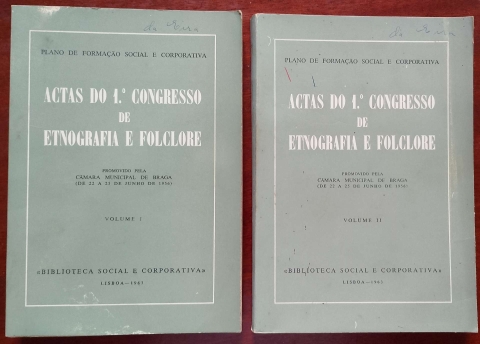 PLANO DE FORMAÇÃO SOCIAL E CORPORATIVA
ACTAS DO 1.º CONGRESSO
DE
ETNOGRAFIA E FOLCLORE
PROMOVIDO PELA
CÂMARA MUNICIPAL DE BRAGA
(DE 22 A 25 DE JUNHO DE 1956)
VOLUME I
«BIBLIOTECA SOCIAL E CORPORATIVA»
LISBOA—1963
PLANO DE FORMAÇÃO SOCIAL E CORPORATIVA
ACTAS DO 1.º CONGRESSO
DE
ETNOGRAFIA E FOLCLORE
PROMOVIDO PELA
CÂMARA MUNICIPAL DE BRAGA
(DE 22 A 25 DE JUNHO DE 1956)
VOLUME II
«BIBLIOTECA SOCIAL E CORPORATIVA»
LISBOA—1963